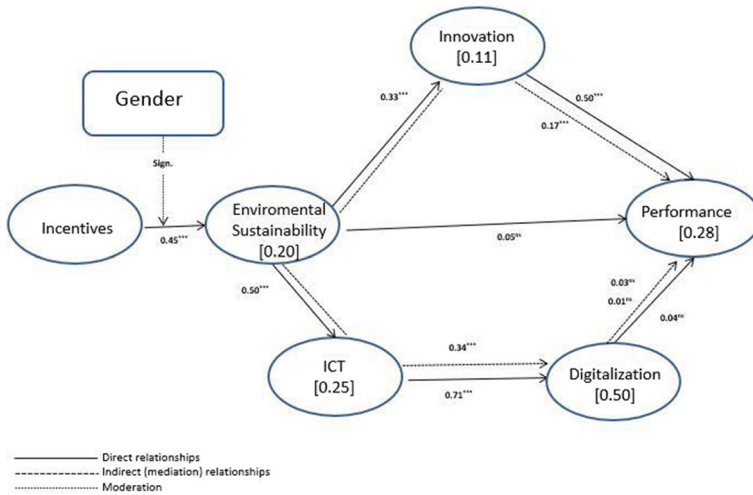 Innovation
[0.11]
Gender
0.33***
0.50***
0.17***
Sign.
Incentives
0.45***
Enviromental
Sustainability
[0.20]
Performance
[0.28]
0.05ns
0.50***
0.03ns
0.01ns
0.04ns
ICT
[0.25]
0.34***
0.71***
Digitalization
[0.50]
Direct relationships
Indirect (mediation) relationships
Moderation